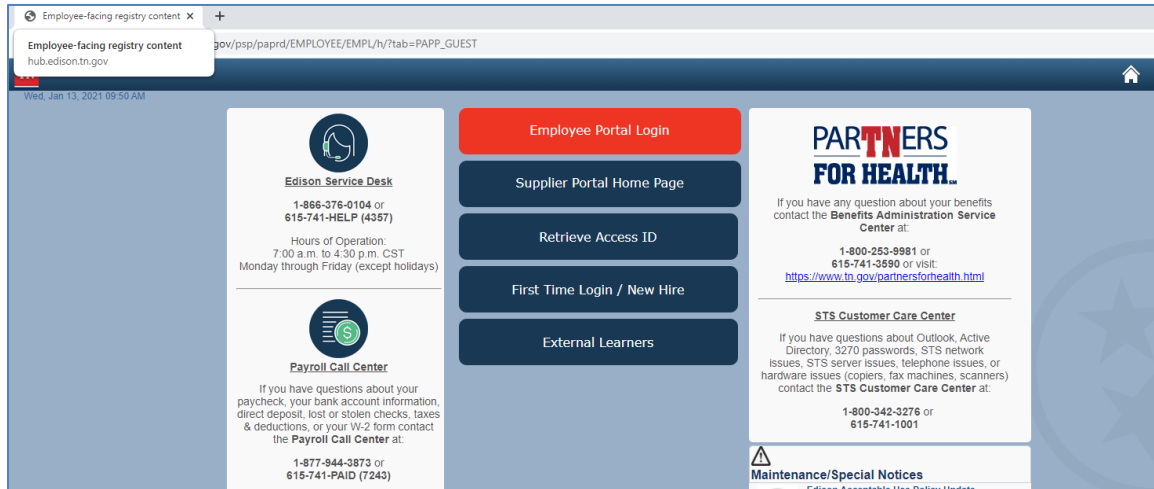 Employee-facing registry content
Employee-facing registry content
hub.edison.tn.gov
gov/psp/paprd/EMPLOYEE/EMPL/h/?tab=PAPP_GUEST
Wed, Jan 13, 2021 09:50 AM
Edison Service Desk
1-866-376-0104 or
615-741-HELP (4357)
Hours of Operation:
7:00 a.m. to 4:30 p.m. CST
Monday through Friday (except holidays)
Payroll Call Center
If you have questions about your
paycheck, your bank account information,
direct deposit, lost or stolen checks, taxes
& deductions, or your W-2 form contact
the Payroll Call Center at:
1-877-944-3873 or
615-741-PAID (7243)
Employee Portal Login
Supplier Portal Home Page
Retrieve Access ID
First Time Login / New Hire
External Learners
PARTNERS
FOR HEALTH
If you have any question about your benefits
contact the Benefits Administration Service
Center at:
1-800-253-9981 or
615-741-3590 or visit:
https://www.tn.gov/partnersforhealth.html
STS Customer Care Center
If you have questions about Outlook, Active
Directory, 3270 passwords, STS network
issues, STS server issues, telephone issues, or
hardware issues (copiers, fax machines, scanners)
contact the STS Customer Care Center at:
1-800-342-3276 or
615-741-1001
Maintenance/Special Notices
Edison Acceptable Use Policy Update